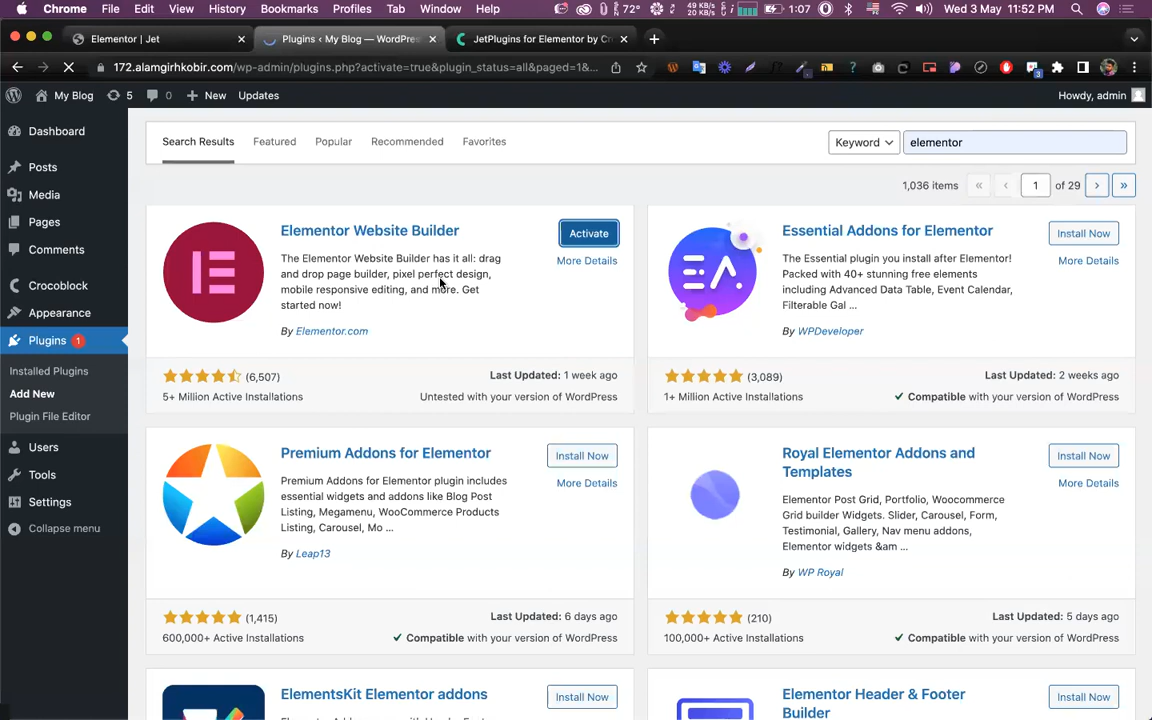 Chrome File Edit View History Bookmarks Profiles Tab Window Help 72° 49 KB/s 2 KB/s 1:07 Wed 3 May 11:52 PM
Elementor | Jet Plugins ‹ My Blog — WordPres JetPlugins for Elementor by Cr
172.alamgirhkobir.com/wp-admin/plugins.php?activate=true&plugin_status=all&paged=1&...
My Blog 5 0 New Updates Howdy, admin
Dashboard
Posts
Media
Pages
Comments
Crocoblock
Appearance
Plugins 1
Installed Plugins
Add New
Plugin File Editor
Users
Tools
Settings
Collapse menu
Search Results Featured Popular Recommended Favorites Keyword elementor
1,036 items « ‹ 1 of 29 › »
Elementor Website Builder
Activate
More Details
The Elementor Website Builder has it all: drag
and drop page builder, pixel perfect design,
mobile responsive editing, and more. Get
started now!
By Elementor.com
(6,507)
5+ Million Active Installations
Last Updated: 1 week ago
Untested with your version of WordPress
Essential Addons for Elementor
Install Now
More Details
The Essential plugin you install after Elementor!
Packed with 40+ stunning free elements
including Advanced Data Table, Event Calendar,
Filterable Gal ...
By WPDeveloper
(3,089)
1+ Million Active Installations
Last Updated: 2 weeks ago
Compatible with your version of WordPress
Premium Addons for Elementor
Install Now
More Details
Premium Addons for Elementor plugin includes
essential widgets and addons like Blog Post
Listing, Megamenu, WooCommerce Products
Listing, Carousel, Mo ...
By Leap13
(1,415)
600,000+ Active Installations
Last Updated: 6 days ago
Compatible with your version of WordPress
Royal Elementor Addons and
Templates
Install Now
More Details
Elementor Post Grid, Portfolio, Woocommerce
Grid builder Widgets. Slider, Carousel, Form,
Testimonial, Gallery, Nav menu addons,
Elementor widgets &am ...
By WP Royal
(210)
100,000+ Active Installations
Last Updated: 5 days ago
Compatible with your version of WordPress
ElementsKit Elementor addons
Install Now
Elementor Header & Footer
Builder
Install Now